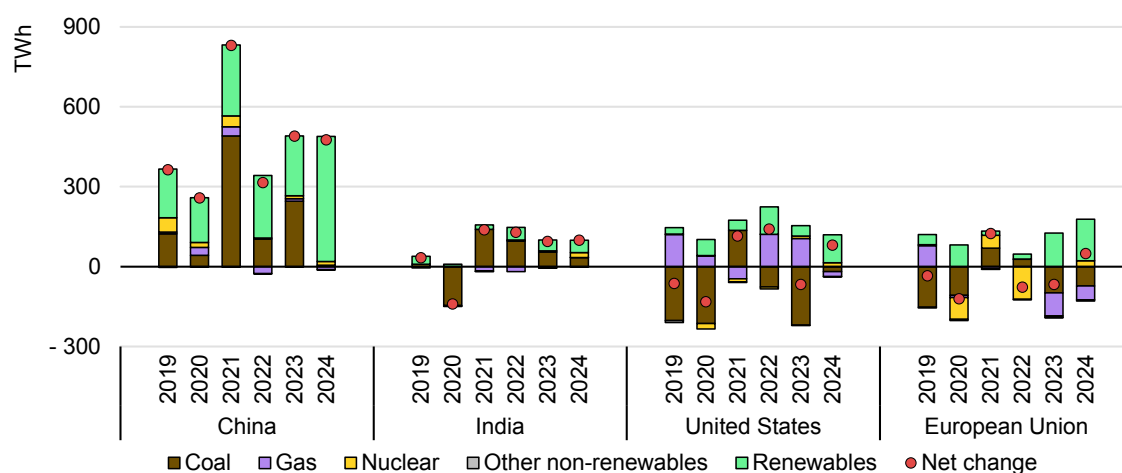 TWh
900
600
300
0
- 300
2019 2020 2021 2022 2023 2024 2019 2020 2021 2022 2023 2024 2019 2020 2021 2022 2023 2024 2019 2020 2021 2022 2023 2024
China India United States European Union
Coal Gas Nuclear Other non-renewables Renewables Net change